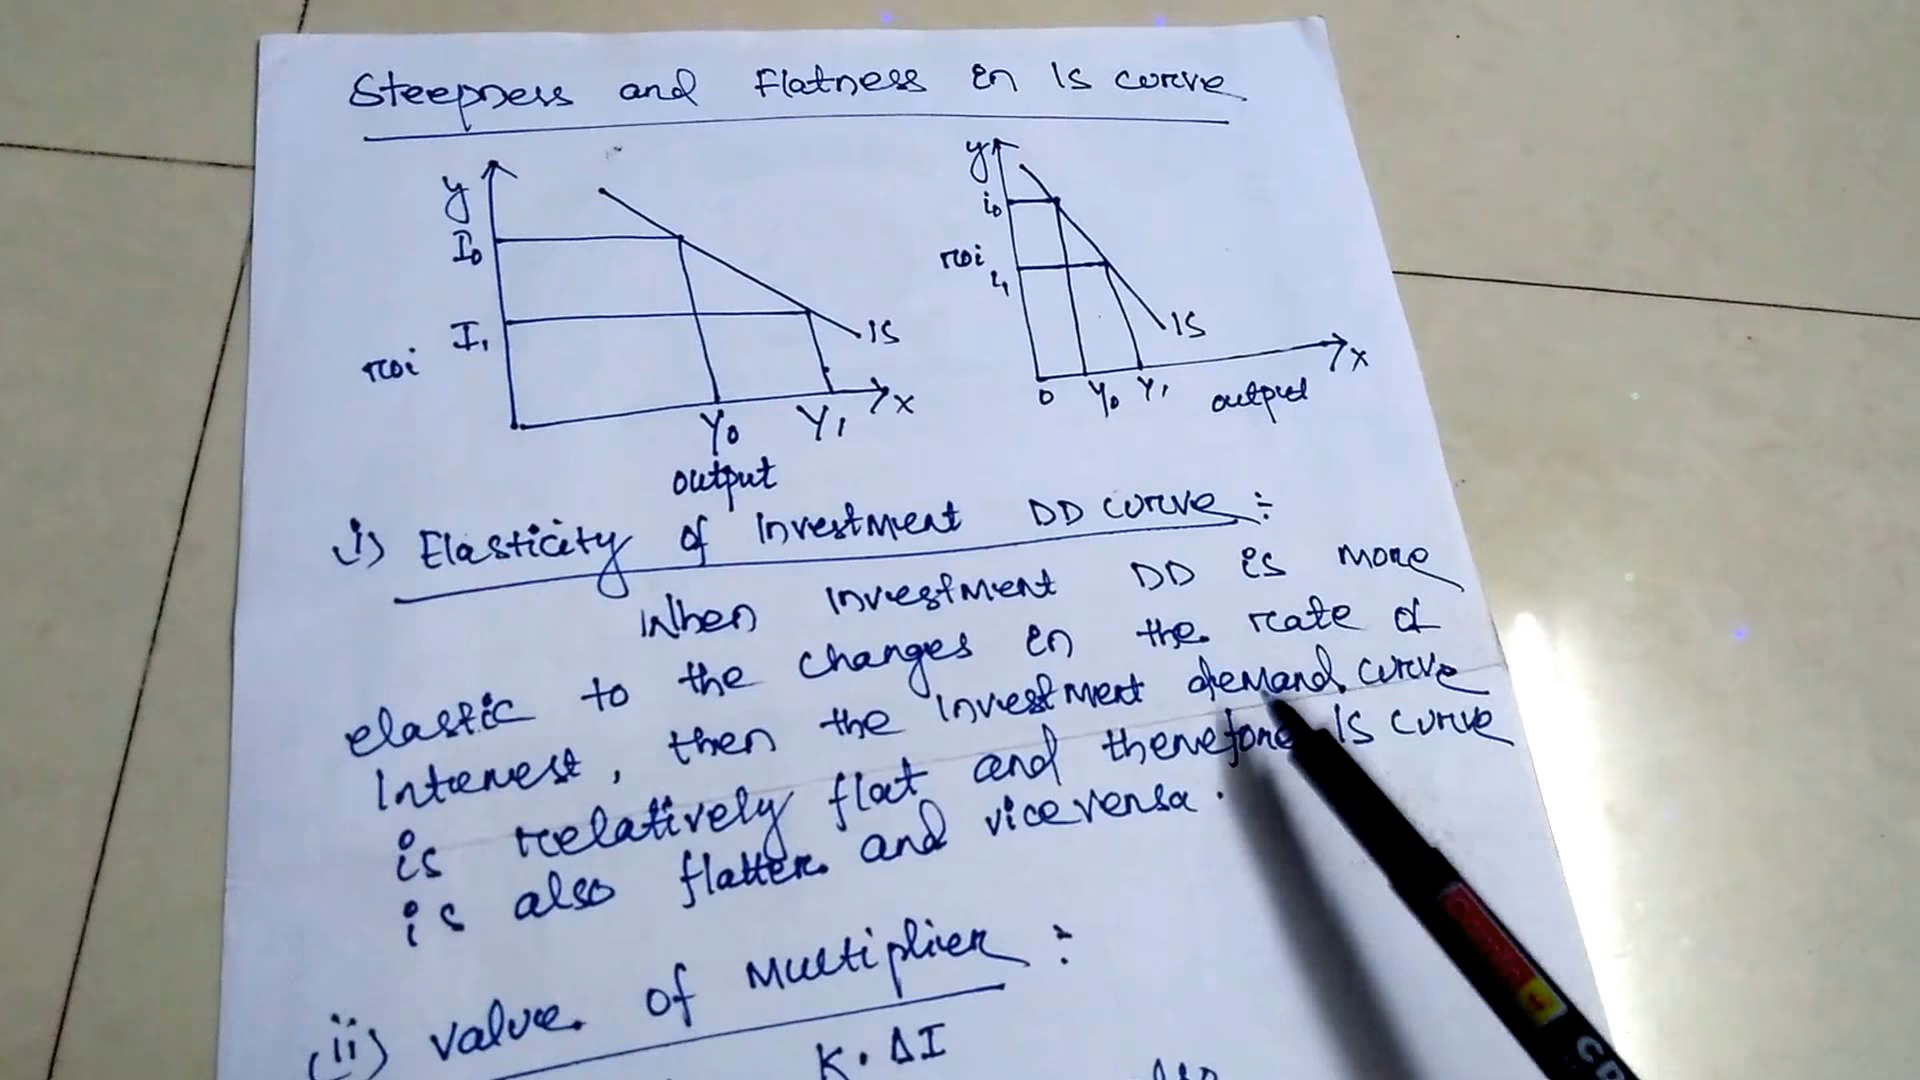 Steepness and Flatness in IS curve
y
I0
I1
roi
IS
x
Y0
Y1
output
y
i0
roi
i1
IS
x
0
Y0
Y1
output
(i) Elasticity of Investment DD curve :-
When investment DD is more
elastic to the changes in the rate of
Interest, then the investment demand curve
is relatively flat and therefore IS curve
is also flatter and vice versa.
(ii) value of Multiplier :-
K. ΔI